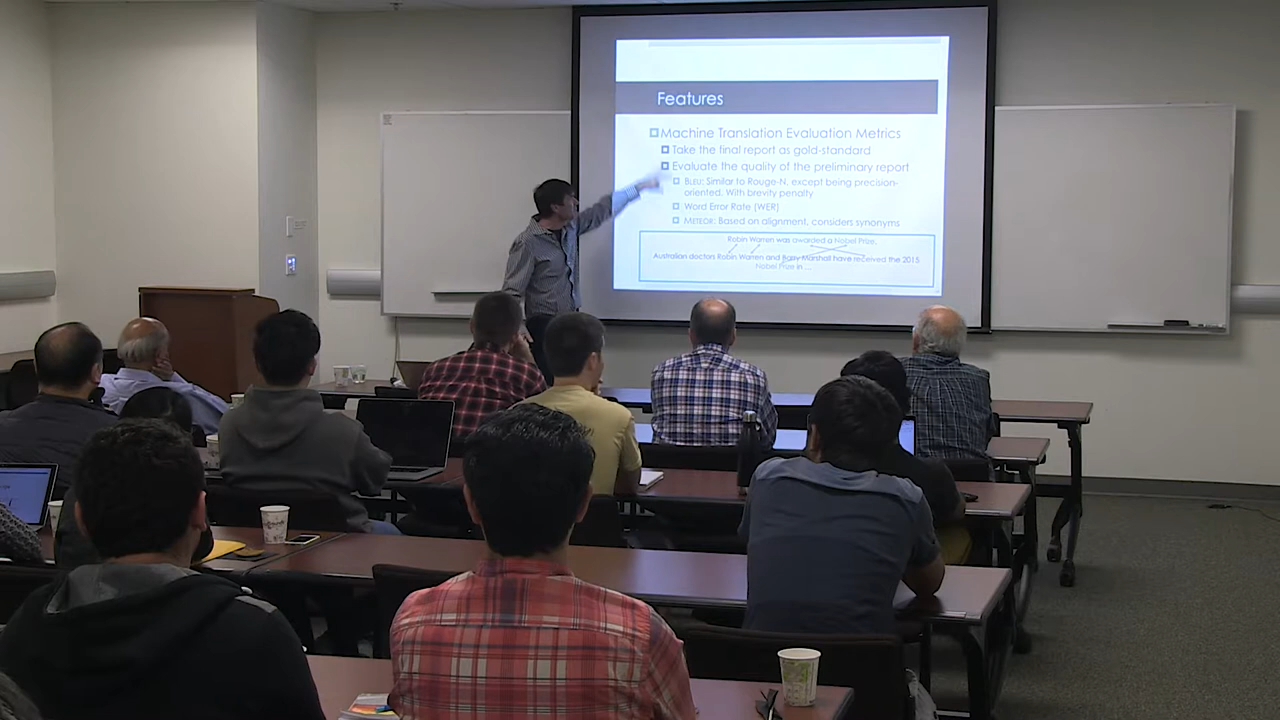 Features
Machine Translation Evaluation Metrics
Take the final report as gold-standard
Evaluate the quality of the preliminary report
BLEU: Similar to Rouge-N, except being precision-
oriented. With brevity penalty
Word Error Rate (WER)
METEOR: Based on alignment, considers synonyms
Robin Warren was awarded a Nobel Prize.
Australian doctors Robin Warren and Barry Marshall have received the 2015
Nobel Prize in ...